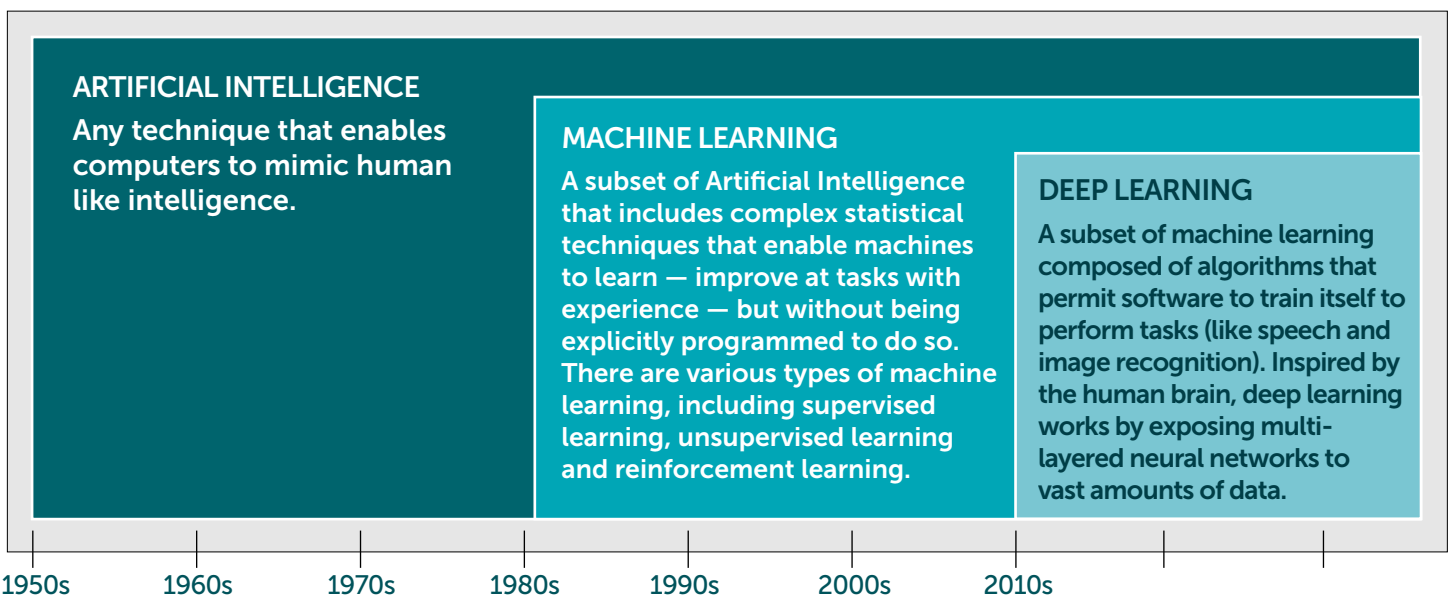 ARTIFICIAL INTELLIGENCE
Any technique that enables
computers to mimic human
like intelligence.
MACHINE LEARNING
A subset of Artificial Intelligence
that includes complex statistical
techniques that enable machines
to learn — improve at tasks with
experience — but without being
explicitly programmed to do so.
There are various types of machine
learning, including supervised
learning, unsupervised learning
and reinforcement learning.
DEEP LEARNING
A subset of machine learning
composed of algorithms that
permit software to train itself to
perform tasks (like speech and
image recognition). Inspired by
the human brain, deep learning
works by exposing multi-
layered neural networks to
vast amounts of data.
1950s 1960s 1970s 1980s 1990s 2000s 2010s